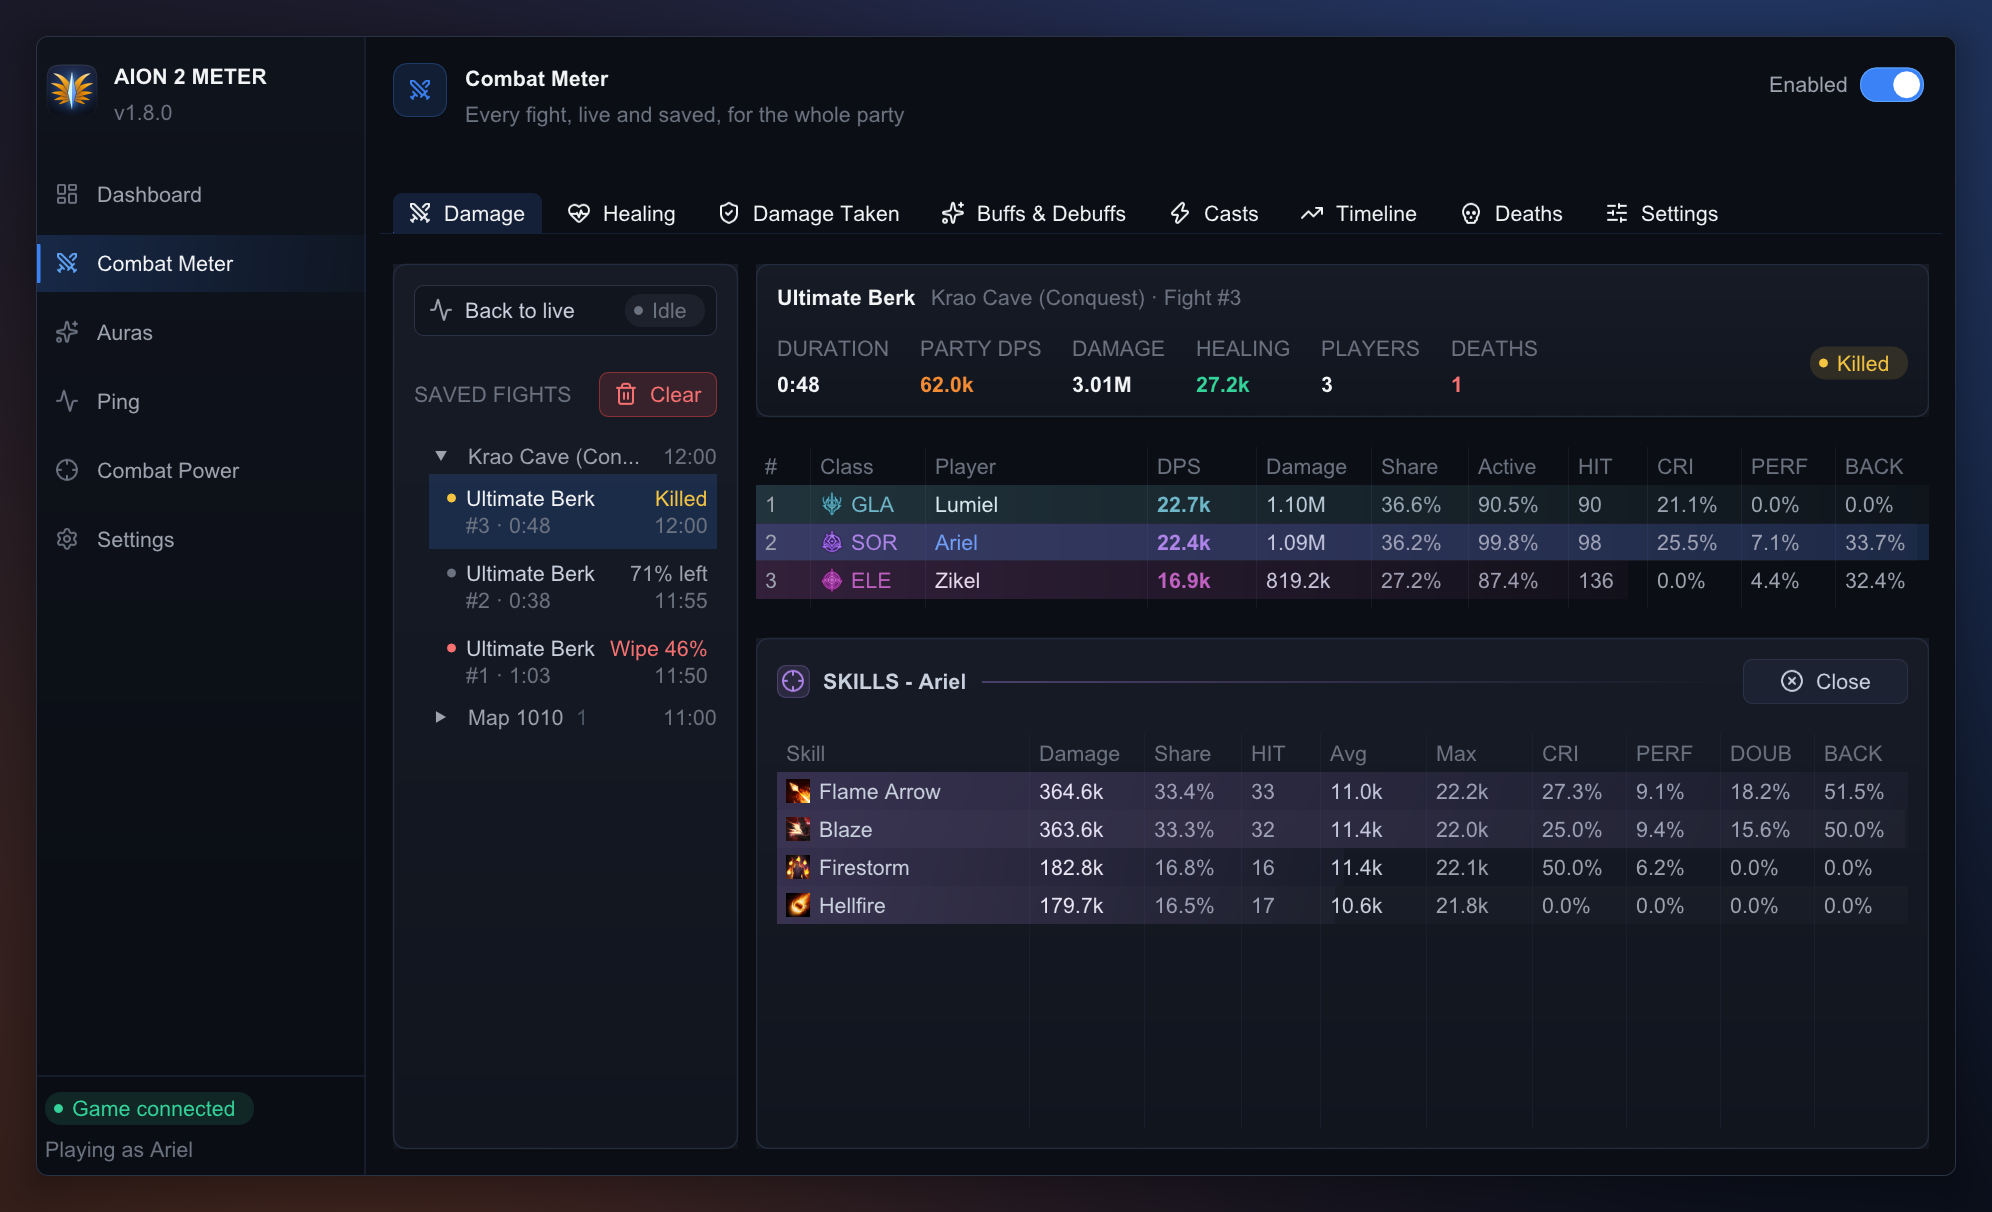 AION 2 METER
v1.8.0
Dashboard
Combat Meter
Auras
Ping
Combat Power
Settings
Game connected
Playing as Ariel
Combat Meter
Every fight, live and saved, for the whole party
Enabled
Damage Healing Damage Taken Buffs & Debuffs Casts Timeline Deaths Settings
Back to live Idle
SAVED FIGHTS Clear
Krao Cave (Con... 12:00
Ultimate Berk Killed
#3 · 0:48 12:00
Ultimate Berk 71% left
#2 · 0:38 11:55
Ultimate Berk Wipe 46%
#1 · 1:03 11:50
Map 1010 1 11:00
Ultimate Berk Krao Cave (Conquest) · Fight #3
DURATION PARTY DPS DAMAGE HEALING PLAYERS DEATHS
0:48 62.0k 3.01M 27.2k 3 1
Killed
# Class Player DPS Damage Share Active HIT CRI PERF BACK
1 GLA Lumiel 22.7k 1.10M 36.6% 90.5% 90 21.1% 0.0% 0.0%
2 SOR Ariel 22.4k 1.09M 36.2% 99.8% 98 25.5% 7.1% 33.7%
3 ELE Zikel 16.9k 819.2k 27.2% 87.4% 136 0.0% 4.4% 32.4%
SKILLS - Ariel Close
Skill Damage Share HIT Avg Max CRI PERF DOUB BACK
Flame Arrow 364.6k 33.4% 33 11.0k 22.2k 27.3% 9.1% 18.2% 51.5%
Blaze 363.6k 33.3% 32 11.4k 22.0k 25.0% 9.4% 15.6% 50.0%
Firestorm 182.8k 16.8% 16 11.4k 22.1k 50.0% 6.2% 0.0% 0.0%
Hellfire 179.7k 16.5% 17 10.6k 21.8k 0.0% 0.0% 0.0% 0.0%